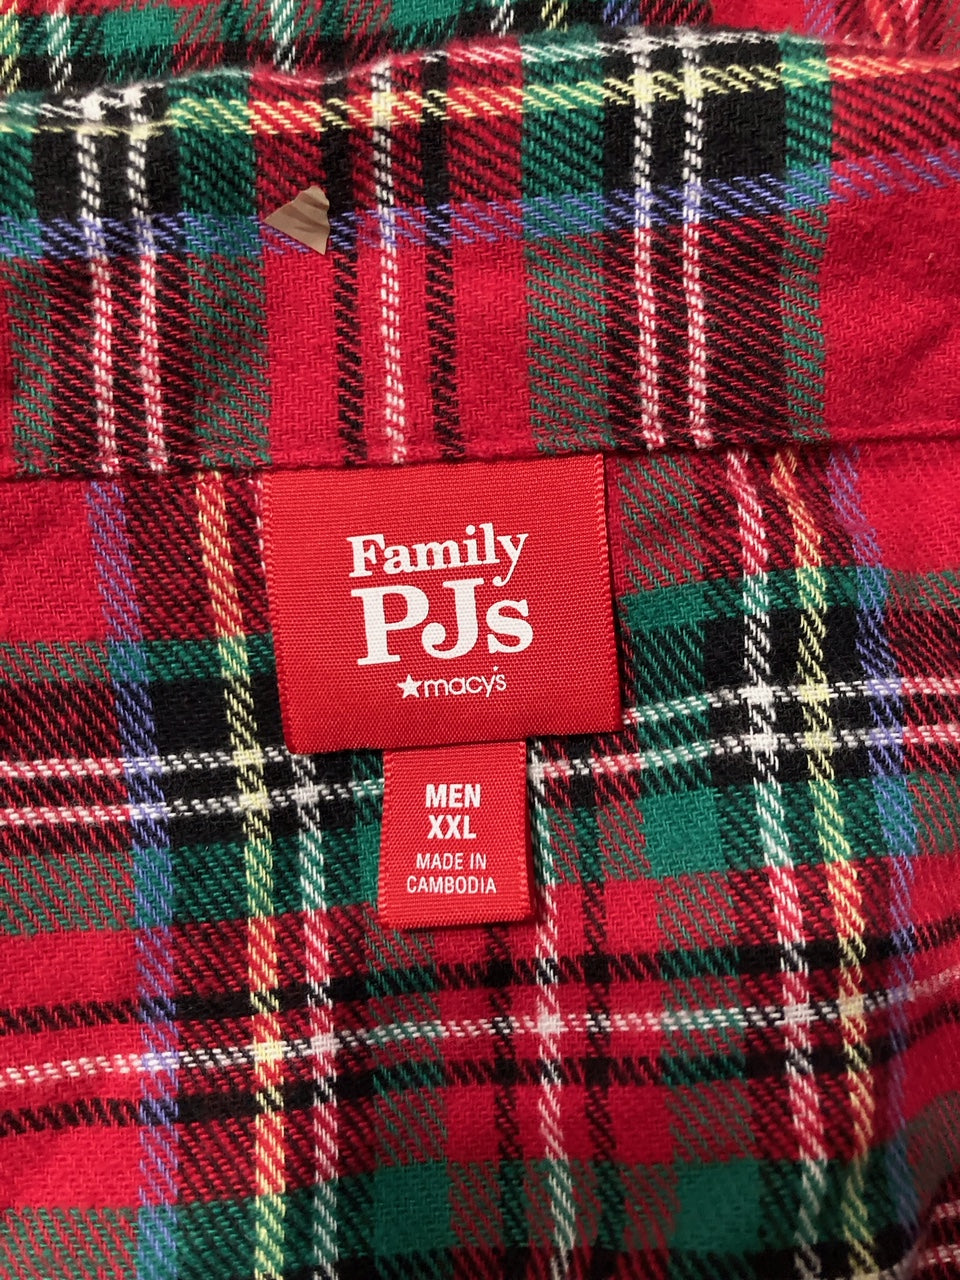 Family
PJs
★macy's
MEN
XXL
MADE IN
CAMBODIA